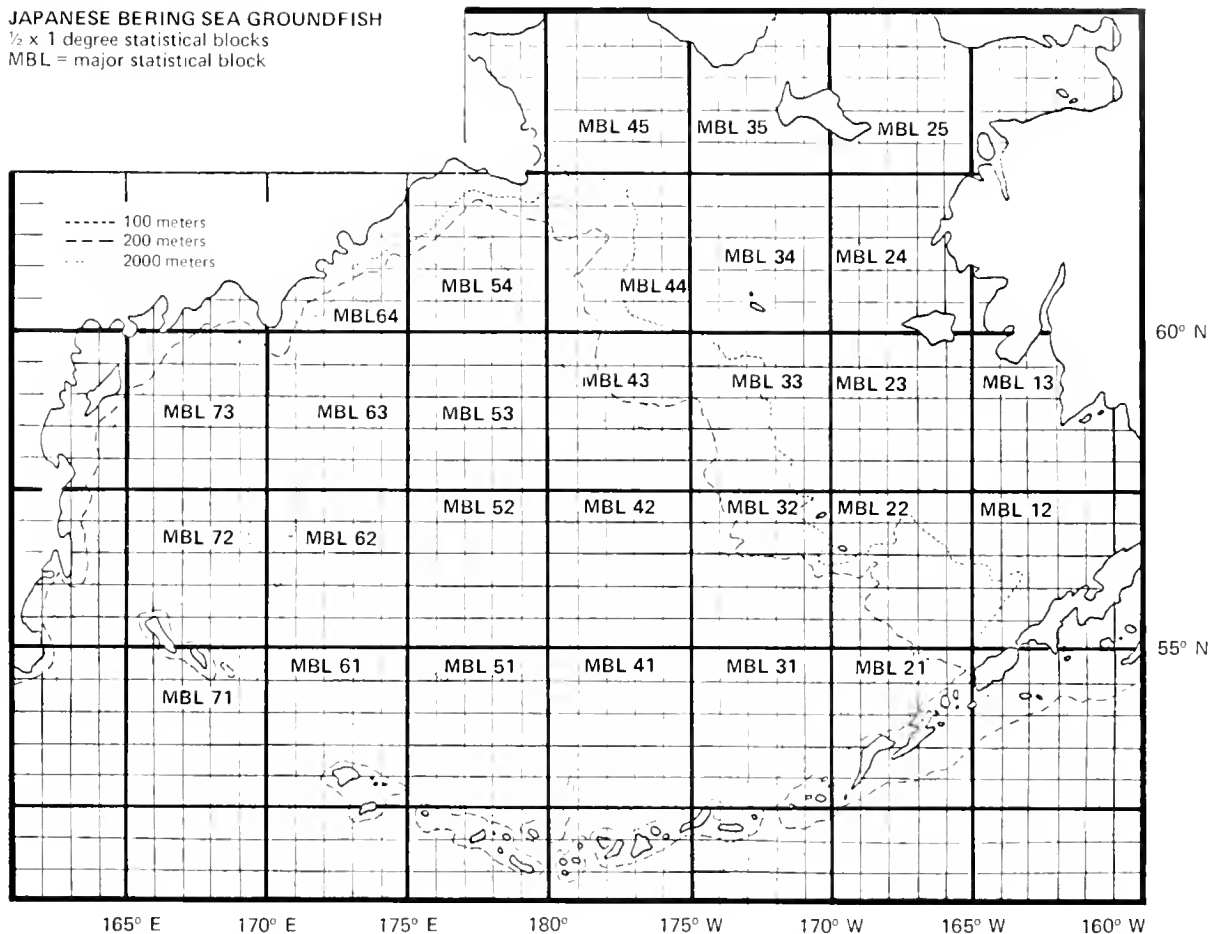 JAPANESE BERING SEA GROUNDFISH
½ x 1 degree statistical blocks
MBL = major statistical block
100 meters
200 meters
2000 meters
MBL 45
MBL 35
MBL 25
MBL 34
MBL 24
MBL 54
MBL 44
MBL64
60° N
MBL 43
MBL 33
MBL 23
MBL 13
MBL 73
MBL 63
MBL 53
MBL 52
MBL 42
MBL 32
MBL 22
MBL 12
MBL 72
MBL 62
55° N
MBL 61
MBL 51
MBL 41
MBL 31
MBL 21
MBL 71
165° E
170° E
175° E
180°
175° W
170° W
165° W
160° W